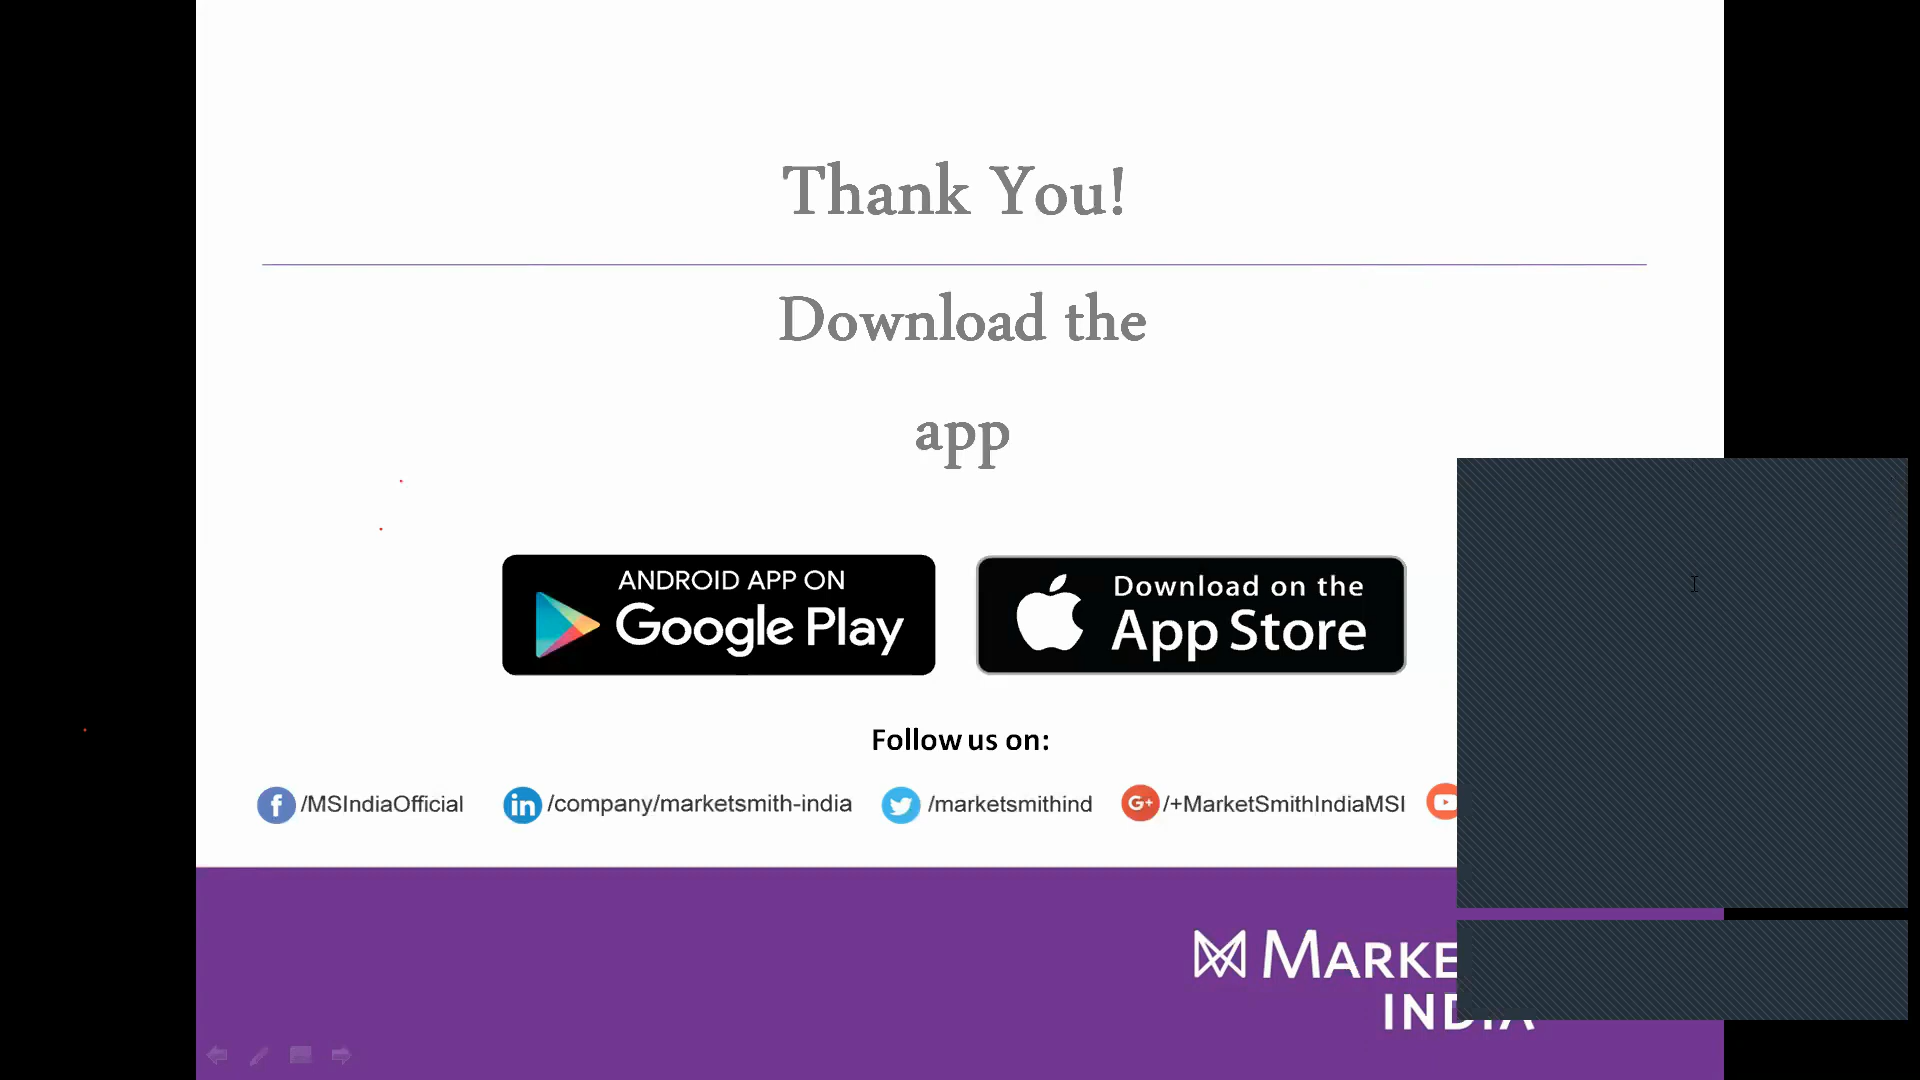 Thank You!
Download the
app
ANDROID APP ON
Google Play
Download on the
App Store
Follow us on:
/MSIndiaOfficial /company/marketsmith-india /marketsmithind /+MarketSmithIndiaMSI
INDIA